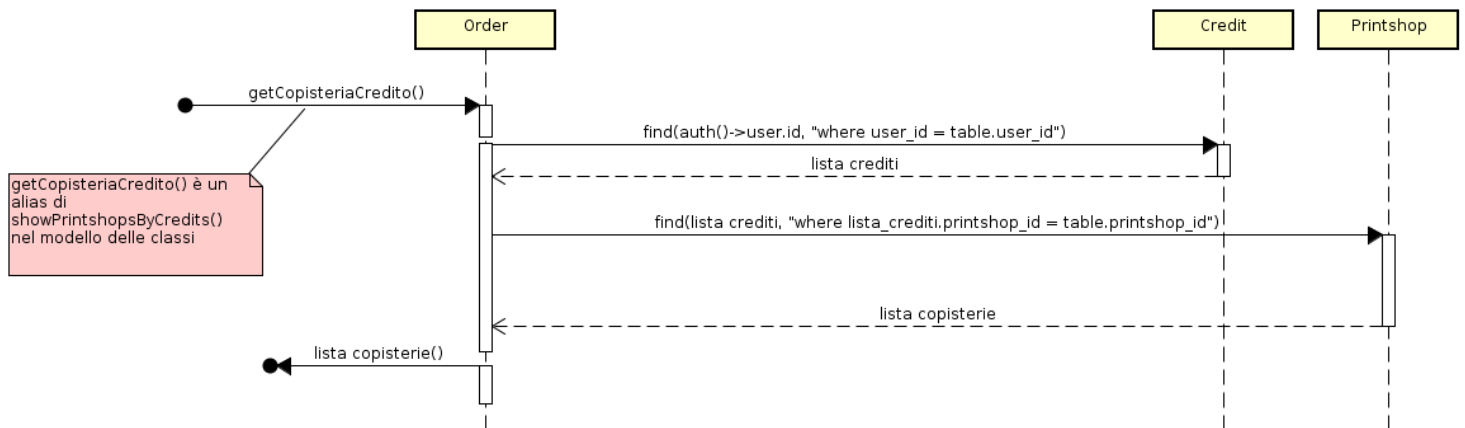 Order
Credit
Printshop
getCopisteriaCredito()
find(auth()->user.id, "where user_id = table.user_id")
lista crediti
getCopisteriaCredito() è un
alias di
showPrintshopsByCredits()
nel modello delle classi
find(lista crediti, "where lista_crediti.printshop_id = table.printshop_id")
lista copisterie
lista copisterie()